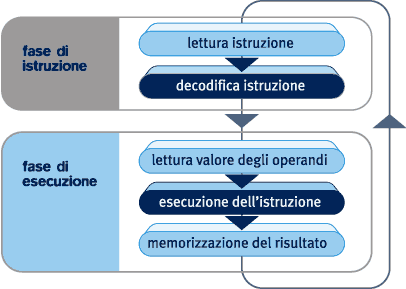 fase di
istruzione
lettura istruzione
decodifica istruzione
fase di
esecuzione
lettura valore degli operandi
esecuzione dell'istruzione
memorizzazione del risultato